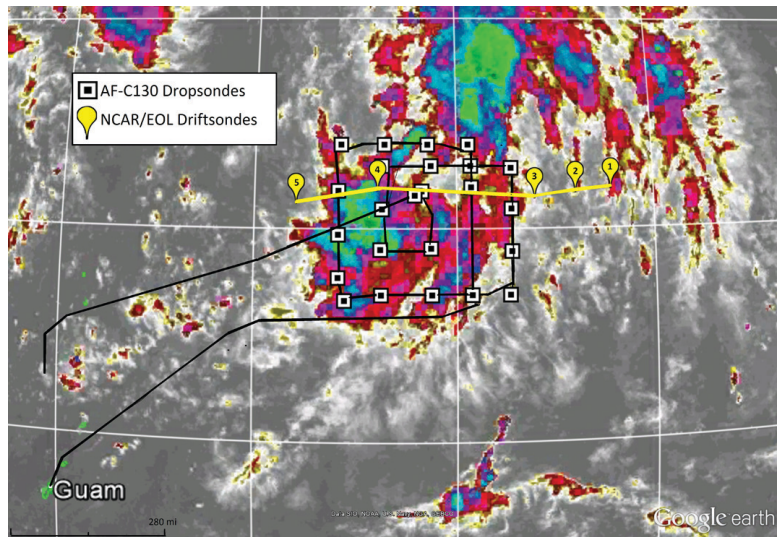 AF-C130 Dropsondes
NCAR/EOL Driftsondes
5
4
3
2
1
Guam
280 mi
Google earth